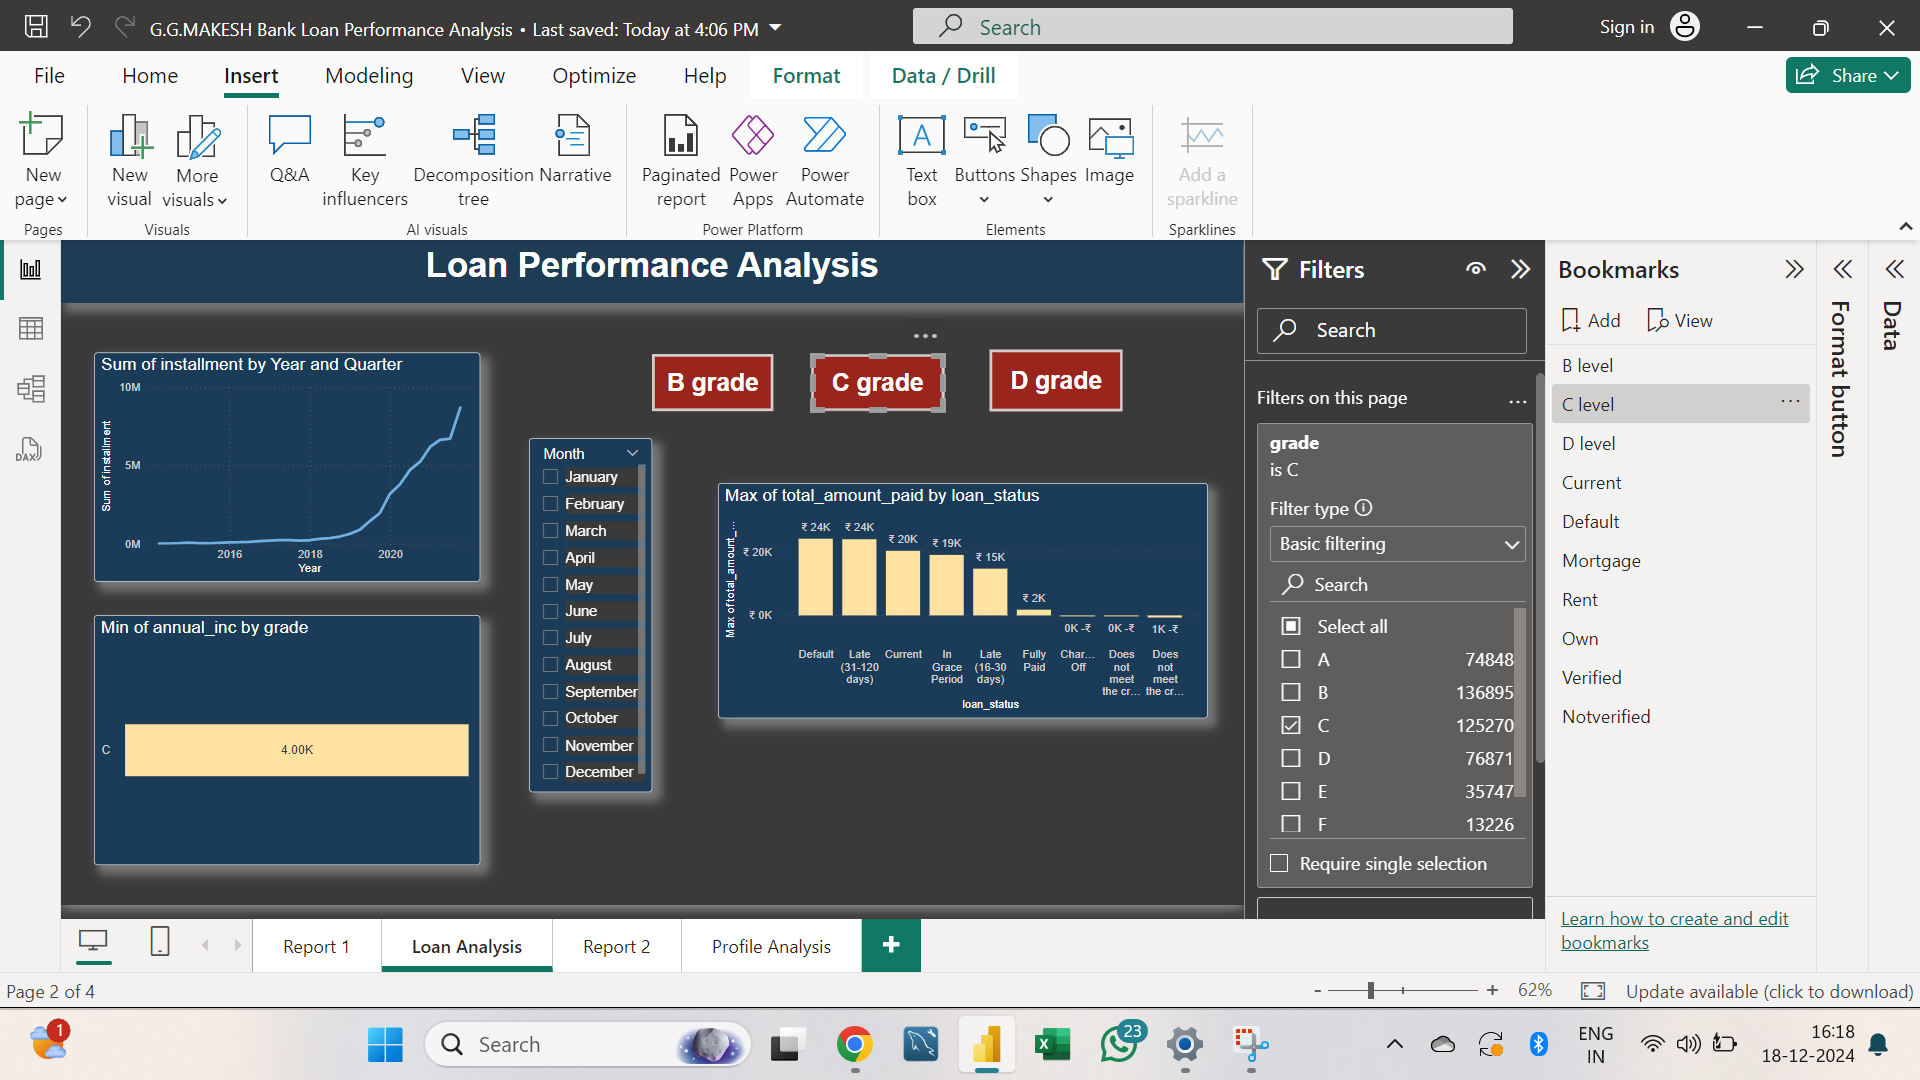 G.G.MAKESH Bank Loan Performance Analysis • Last saved: Today at 4:06 PM
Search
Sign in
File
Home
Insert
Modeling
View
Optimize
Help
Format
Data / Drill
Share
New page
New visual
More visuals
Q&A
Key influencers
Decomposition tree
Narrative
Paginated report
Power Apps
Power Automate
Text box
Buttons
Shapes
Image
Add a sparkline
Pages
Visuals
AI visuals
Power Platform
Elements
Sparklines
DAX
Loan Performance Analysis
Sum of installment by Year and Quarter
10M
5M
0M
Sum of installment
2016
2018
2020
Year
Min of annual_inc by grade
C
4.00K
B grade
C grade
D grade
Month
January
February
March
April
May
June
July
August
September
October
November
December
Max of total_amount_paid by loan_status
Max of total_amount_...
₹ 20K
₹ 0K
₹ 24K
₹ 24K
₹ 20K
₹ 19K
₹ 15K
₹ 2K
0K -₹
0K -₹
1K -₹
Default
Late (31-120 days)
Current
In Grace Period
Late (16-30 days)
Fully Paid
Char... Off
Does not meet the cr...
Does not meet the cr...
loan_status
Filters
Search
Filters on this page
...
grade
is C
Filter type
Basic filtering
Search
Select all
A 74848
B 136895
C 125270
D 76871
E 35747
F 13226
Require single selection
Bookmarks
Add
View
B level
C level
...
D level
Current
Default
Mortgage
Rent
Own
Verified
Notverified
Learn how to create and edit bookmarks
Format button
Data
Report 1
Loan Analysis
Report 2
Profile Analysis
+
Page 2 of 4
- + 62%
Update available (click to download)
1
Search
23
ENG
IN
16:18
18-12-2024